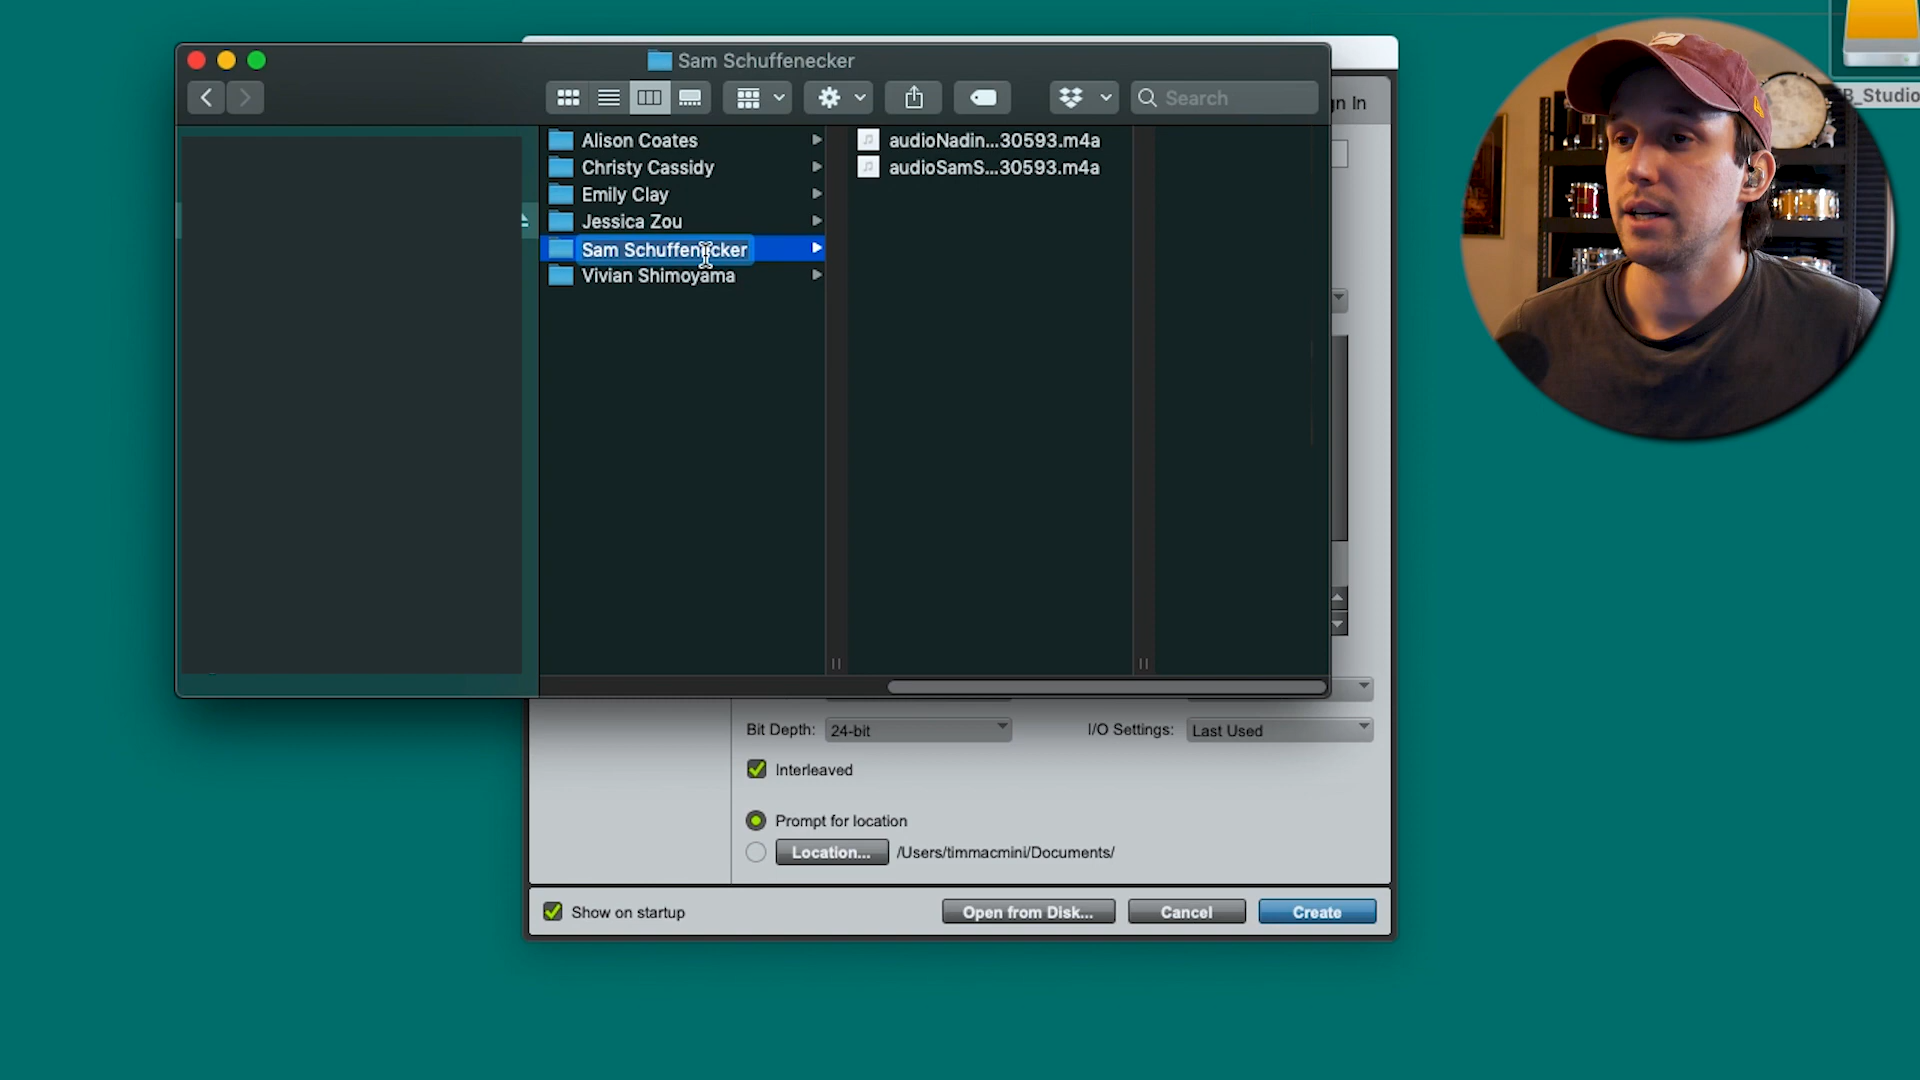 Sam Schuffenecker
Search
gn In
B_Studio
Alison Coates
Christy Cassidy
Emily Clay
Jessica Zou
Sam Schuffenecker
Vivian Shimoyama
audioNadin...30593.m4a
audioSamS...30593.m4a
Bit Depth: 24-bit
I/O Settings: Last Used
Interleaved
Prompt for location
Location... /Users/timmacmini/Documents/
Show on startup
Open from Disk...
Cancel
Create